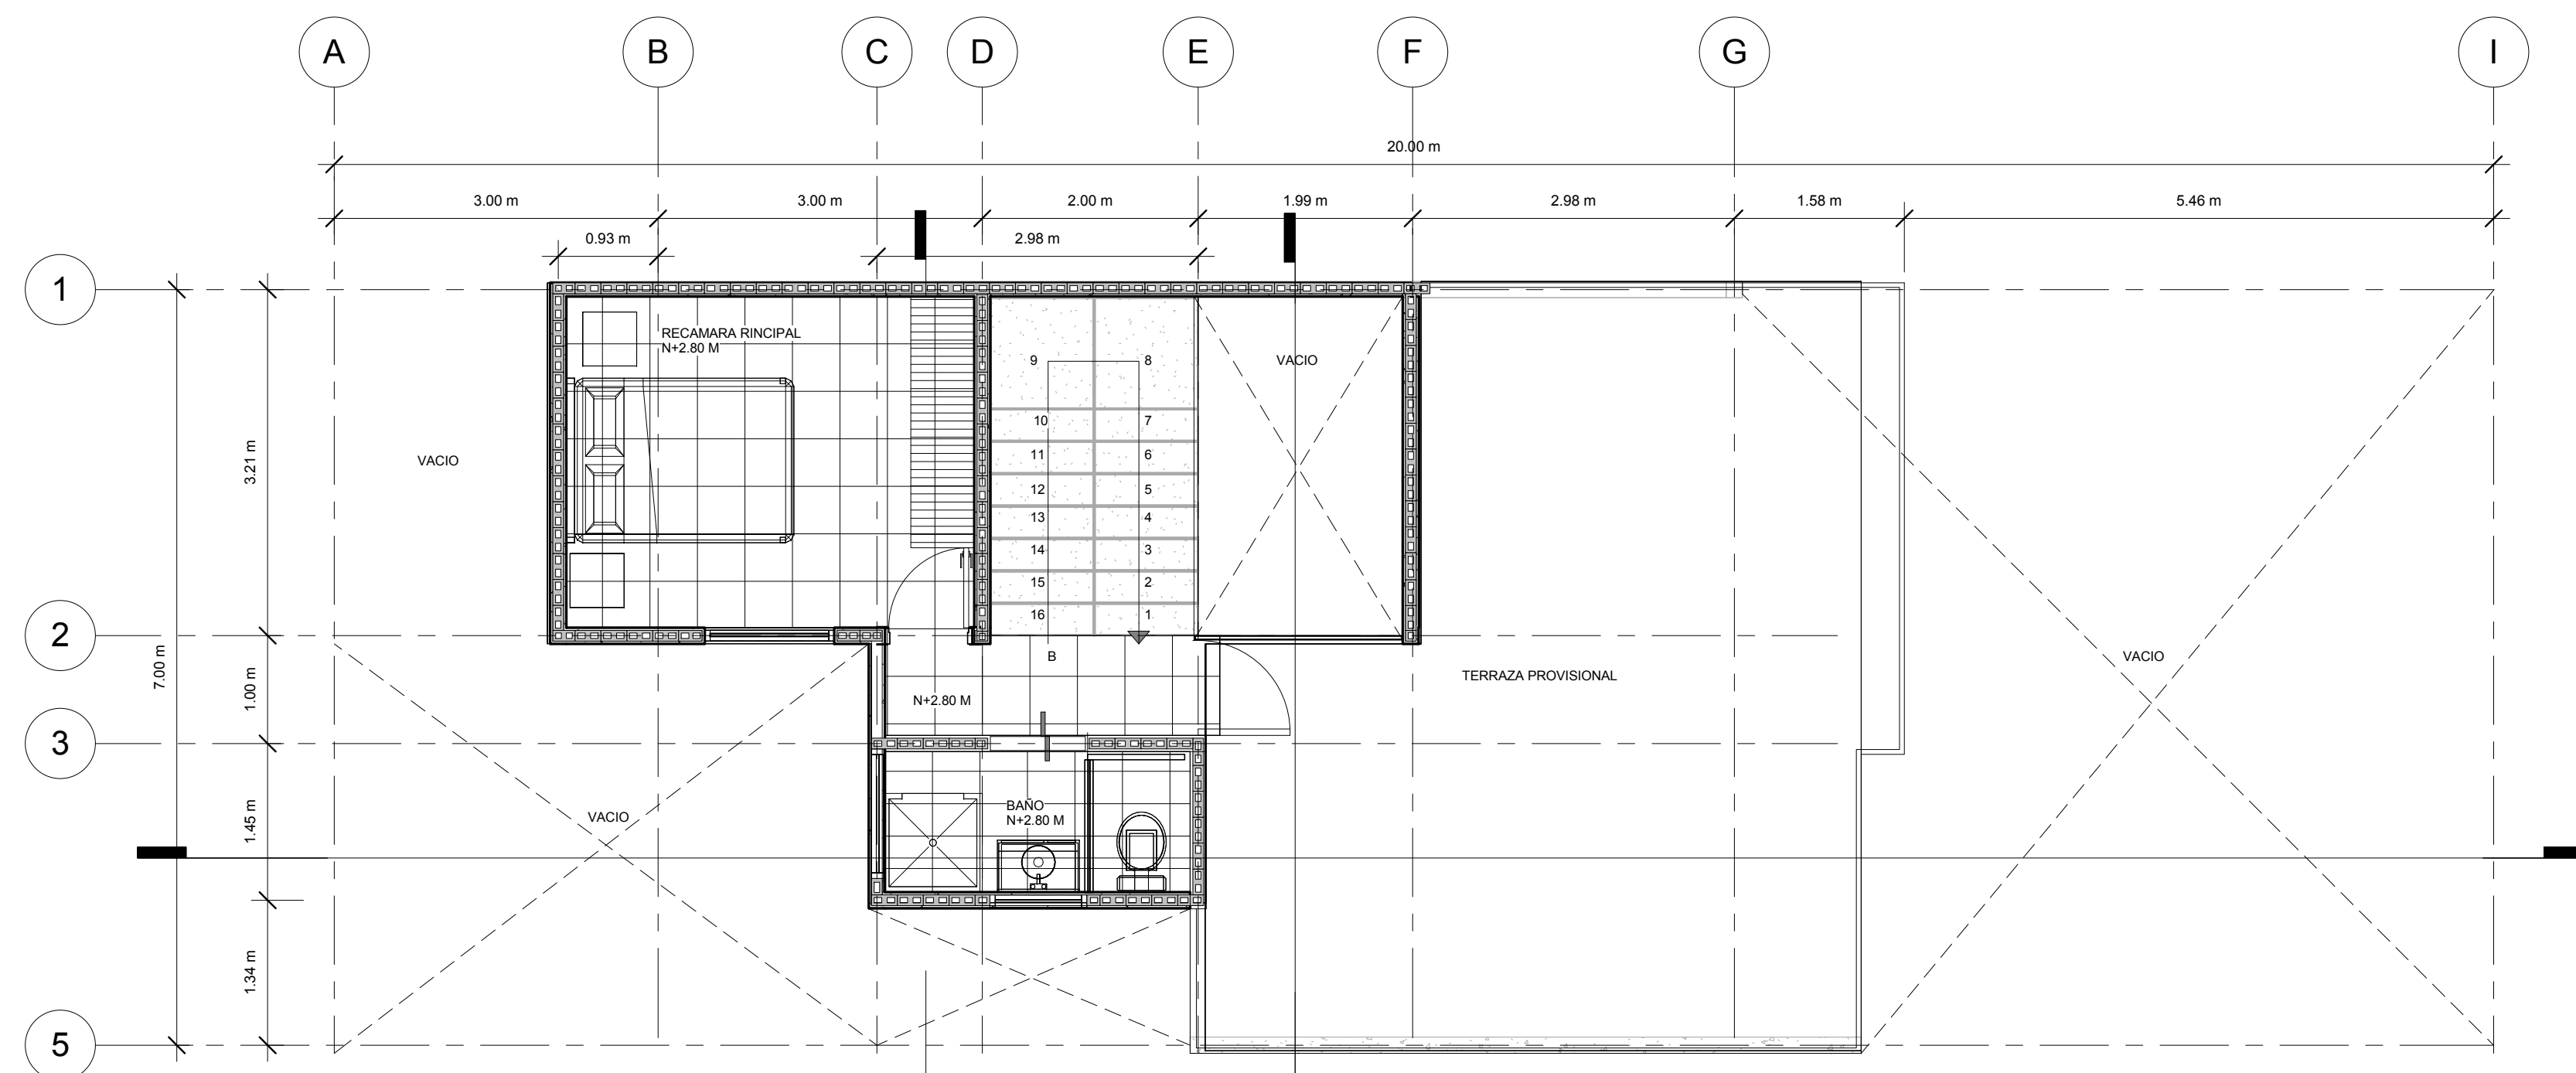 A B C D E F G I
20.00 m
3.00 m 3.00 m 2.00 m 1.99 m 2.98 m 1.58 m 5.46 m
0.93 m 2.98 m
1
RECAMARA RINCIPAL
N+2.80 M
9 8
VACIO
10 7
3.21 m
VACIO
11 6
12 5
13 4
14 3
15 2
16 1
2
7.00 m
1.00 m
B
VACIO
TERRAZA PROVISIONAL
N+2.80 M
3
1.45 m
VACIO
BAÑO
N+2.80 M
1.34 m
5